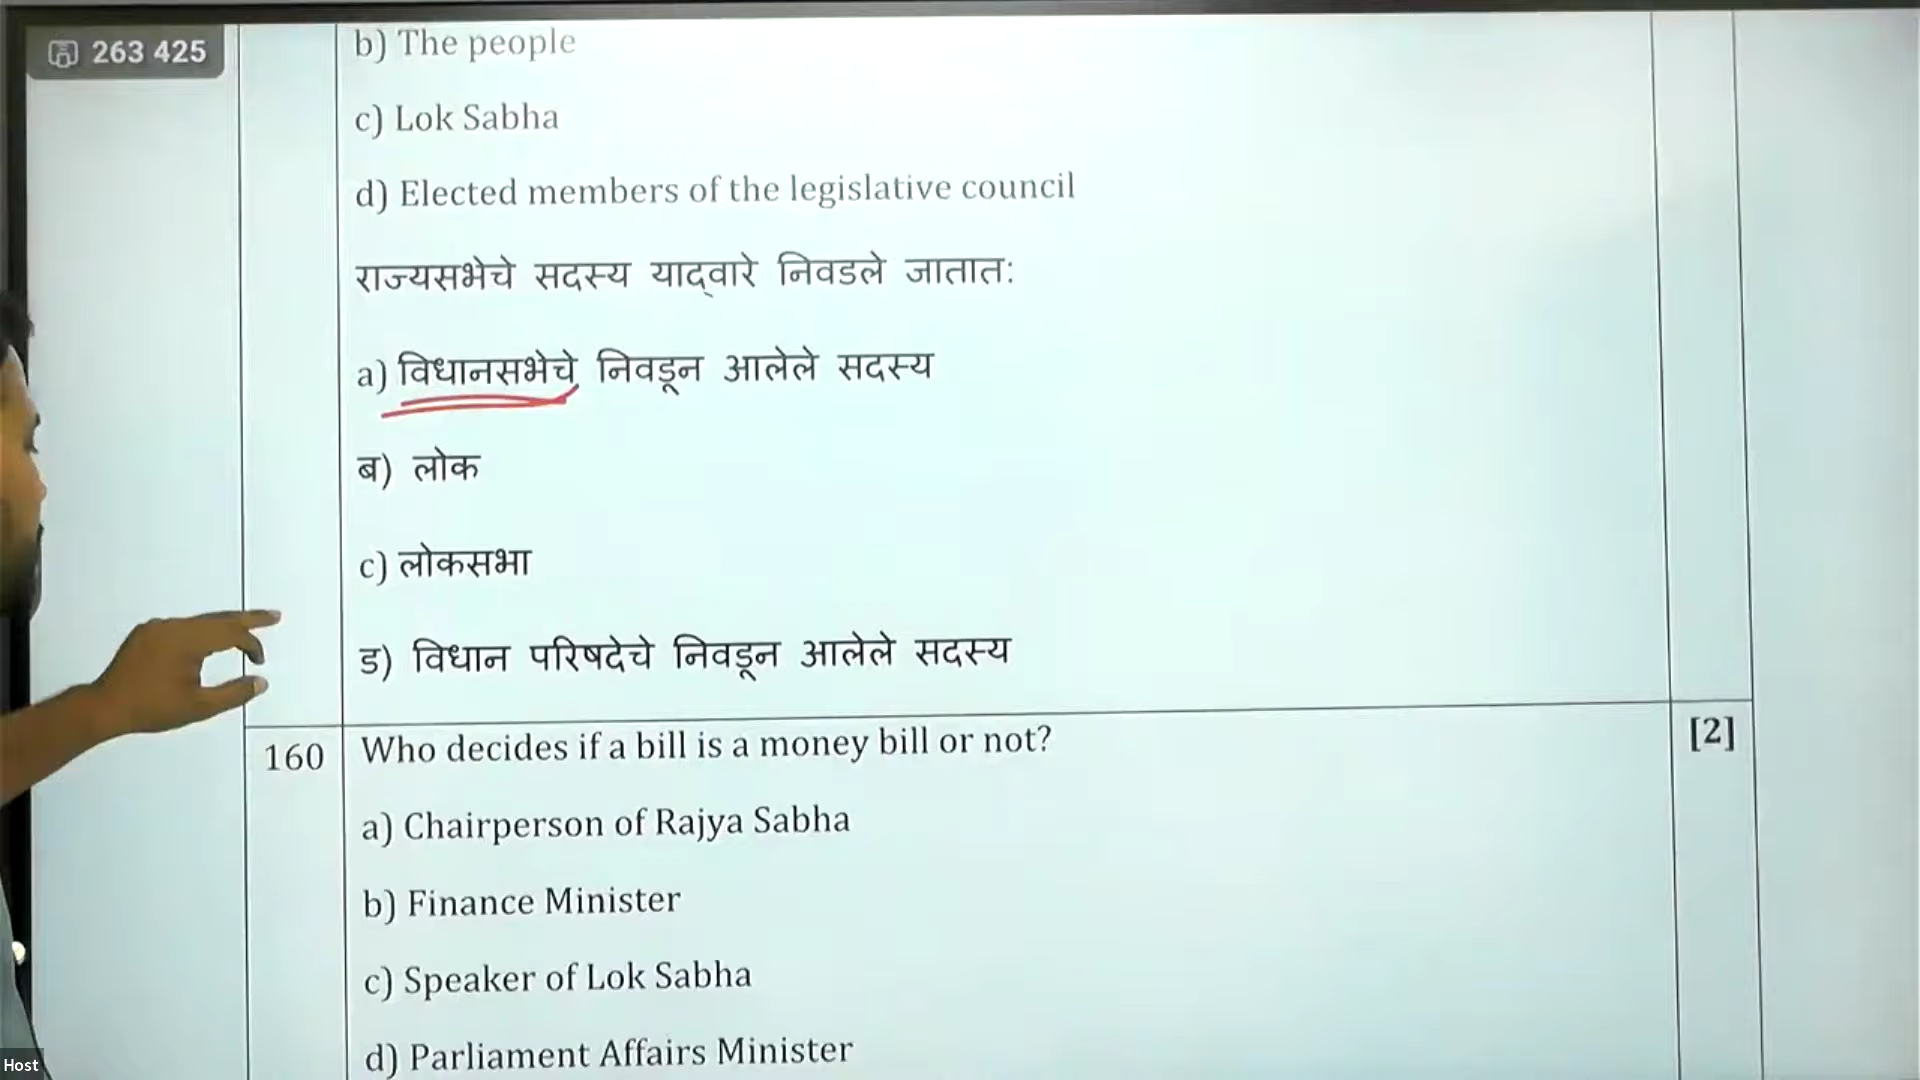 263 425
b) The people
c) Lok Sabha
d) Elected members of the legislative council
राज्यसभेचे सदस्य याद्वारे निवडले जातात:
a) विधानसभेचे निवडून आलेले सदस्य
ब) लोक
c) लोकसभा
ड) विधान परिषदेचे निवडून आलेले सदस्य
160 Who decides if a bill is a money bill or not? [2]
a) Chairperson of Rajya Sabha
b) Finance Minister
c) Speaker of Lok Sabha
d) Parliament Affairs Minister
Host